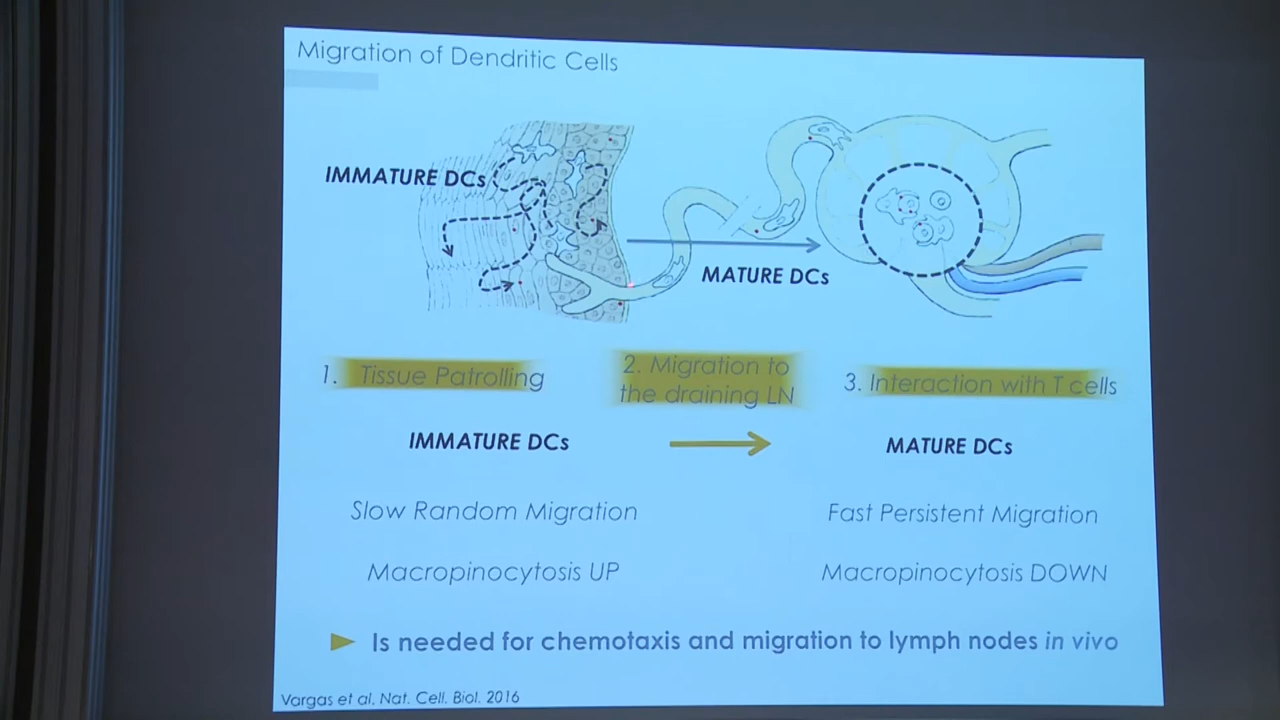 Migration of Dendritic Cells
IMMATURE DCs
MATURE DCs
1. Tissue Patrolling
2. Migration to
the draining LN
3. Interaction with T cells
IMMATURE DCs
MATURE DCs
Slow Random Migration
Fast Persistent Migration
Macropinocytosis UP
Macropinocytosis DOWN
Is needed for chemotaxis and migration to lymph nodes in vivo
Vargas et al. Nat. Cell. Biol. 2016